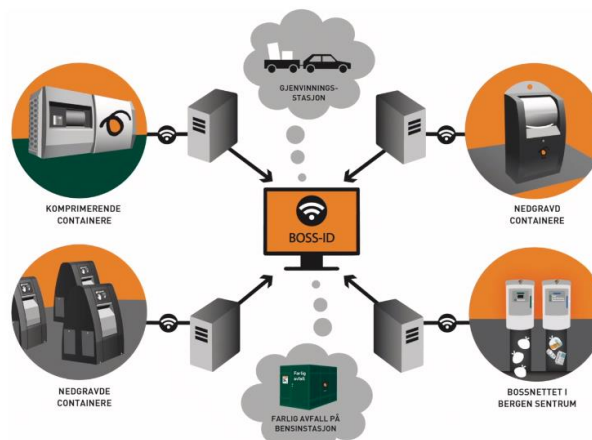 GJENVINNINGS-
STASJON
KOMPRIMERENDE
CONTAINERE
BOSS-ID
NEDGRAVD
CONTAINERE
NEDGRAVDE
CONTAINERE
Farlig
avfall
FARLIG AVFALL PÅ
BENSINSTASJON
BOSSNETTET I
BERGEN SENTRUM